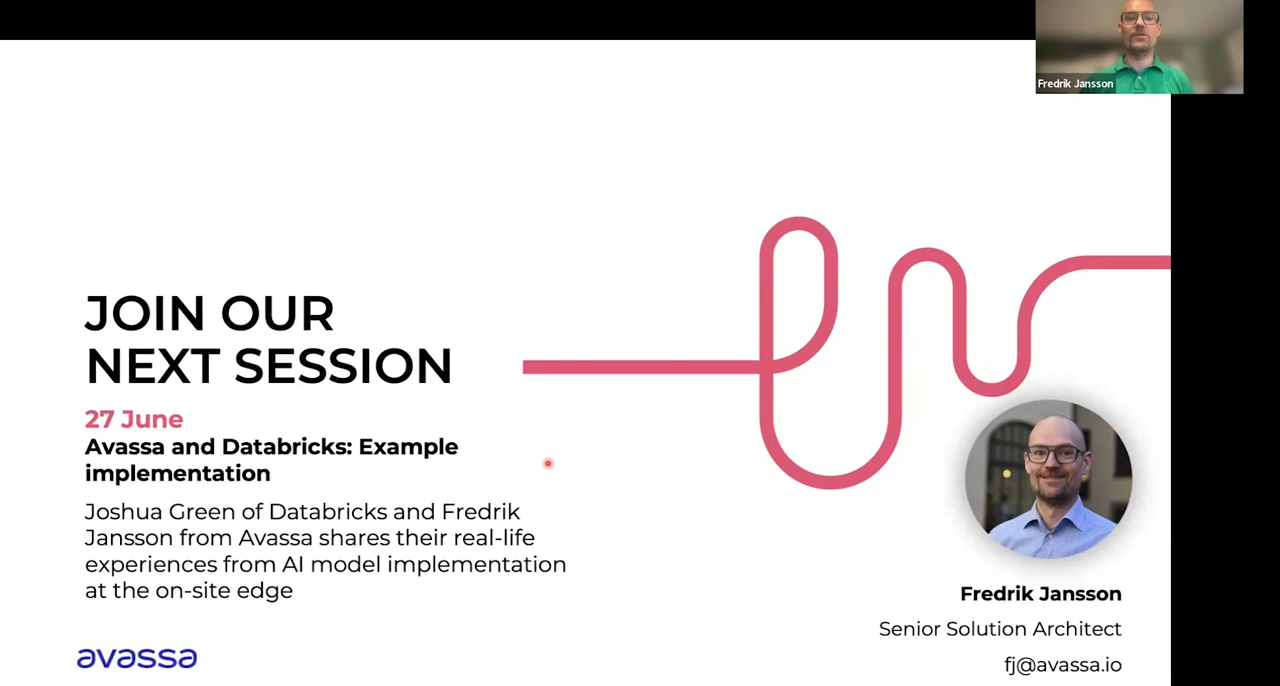 Fredrik Jansson
JOIN OUR
NEXT SESSION
27 June
Avassa and Databricks: Example
implementation
Joshua Green of Databricks and Fredrik
Jansson from Avassa shares their real-life
experiences from AI model implementation
at the on-site edge
avassa
Fredrik Jansson
Senior Solution Architect
fj@avassa.io